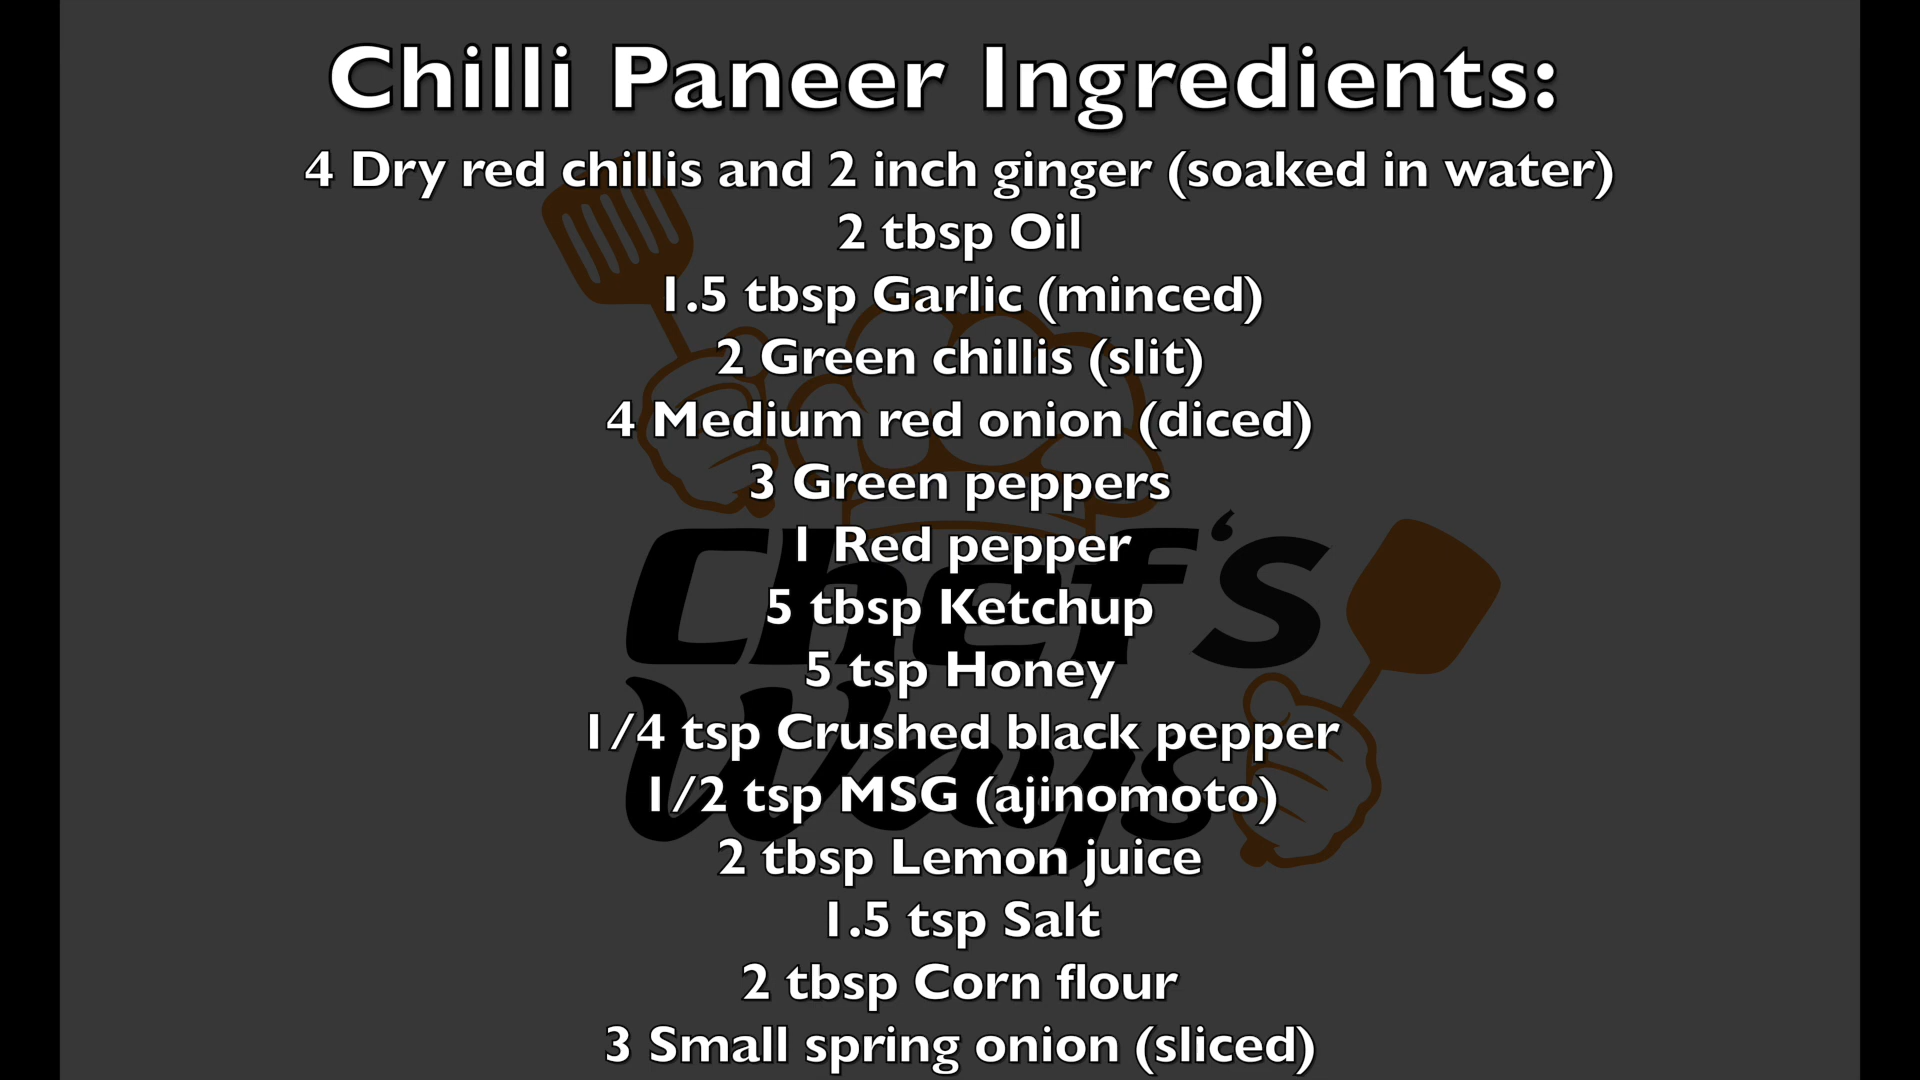 Chilli Paneer Ingredients:
4 Dry red chillis and 2 inch ginger (soaked in water)
2 tbsp Oil
1.5 tbsp Garlic (minced)
2 Green chillis (slit)
4 Medium red onion (diced)
3 Green peppers
1 Red pepper
5 tbsp Ketchup
5 tsp Honey
1/4 tsp Crushed black pepper
1/2 tsp MSG (ajinomoto)
2 tbsp Lemon juice
1.5 tsp Salt
2 tbsp Corn flour
3 Small spring onion (sliced)
Chef's
Ways